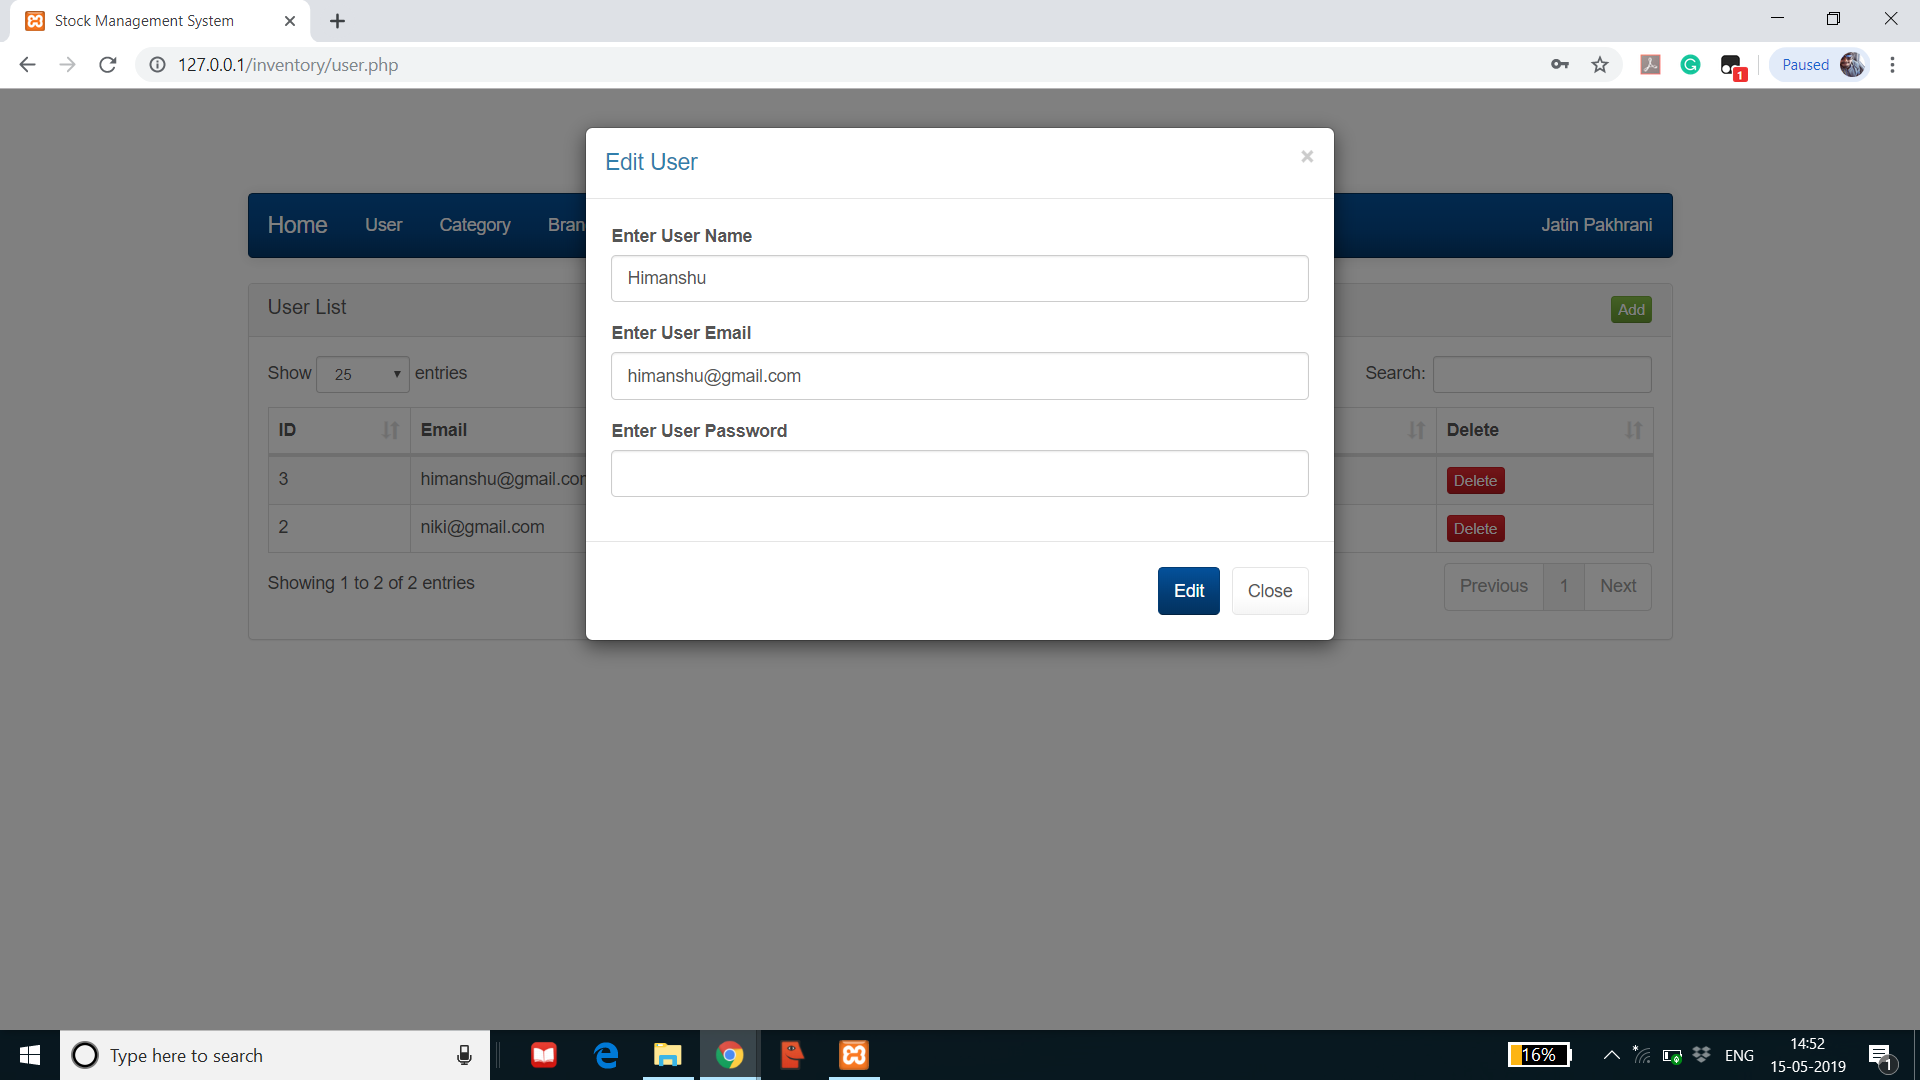 Stock Management System
127.0.0.1/inventory/user.php
Paused
1
Edit User
×
Home User Category Bran
Jatin Pakhrani
Enter User Name
Himanshu
User List
Add
Enter User Email
himanshu@gmail.com
Show 25 entries
Search:
Enter User Password
ID Email
Delete
3 himanshu@gmail.co
Delete
2 niki@gmail.com
Delete
Showing 1 to 2 of 2 entries
Edit Close
Previous 1 Next
Type here to search
16%
ENG
14:52
15-05-2019
1